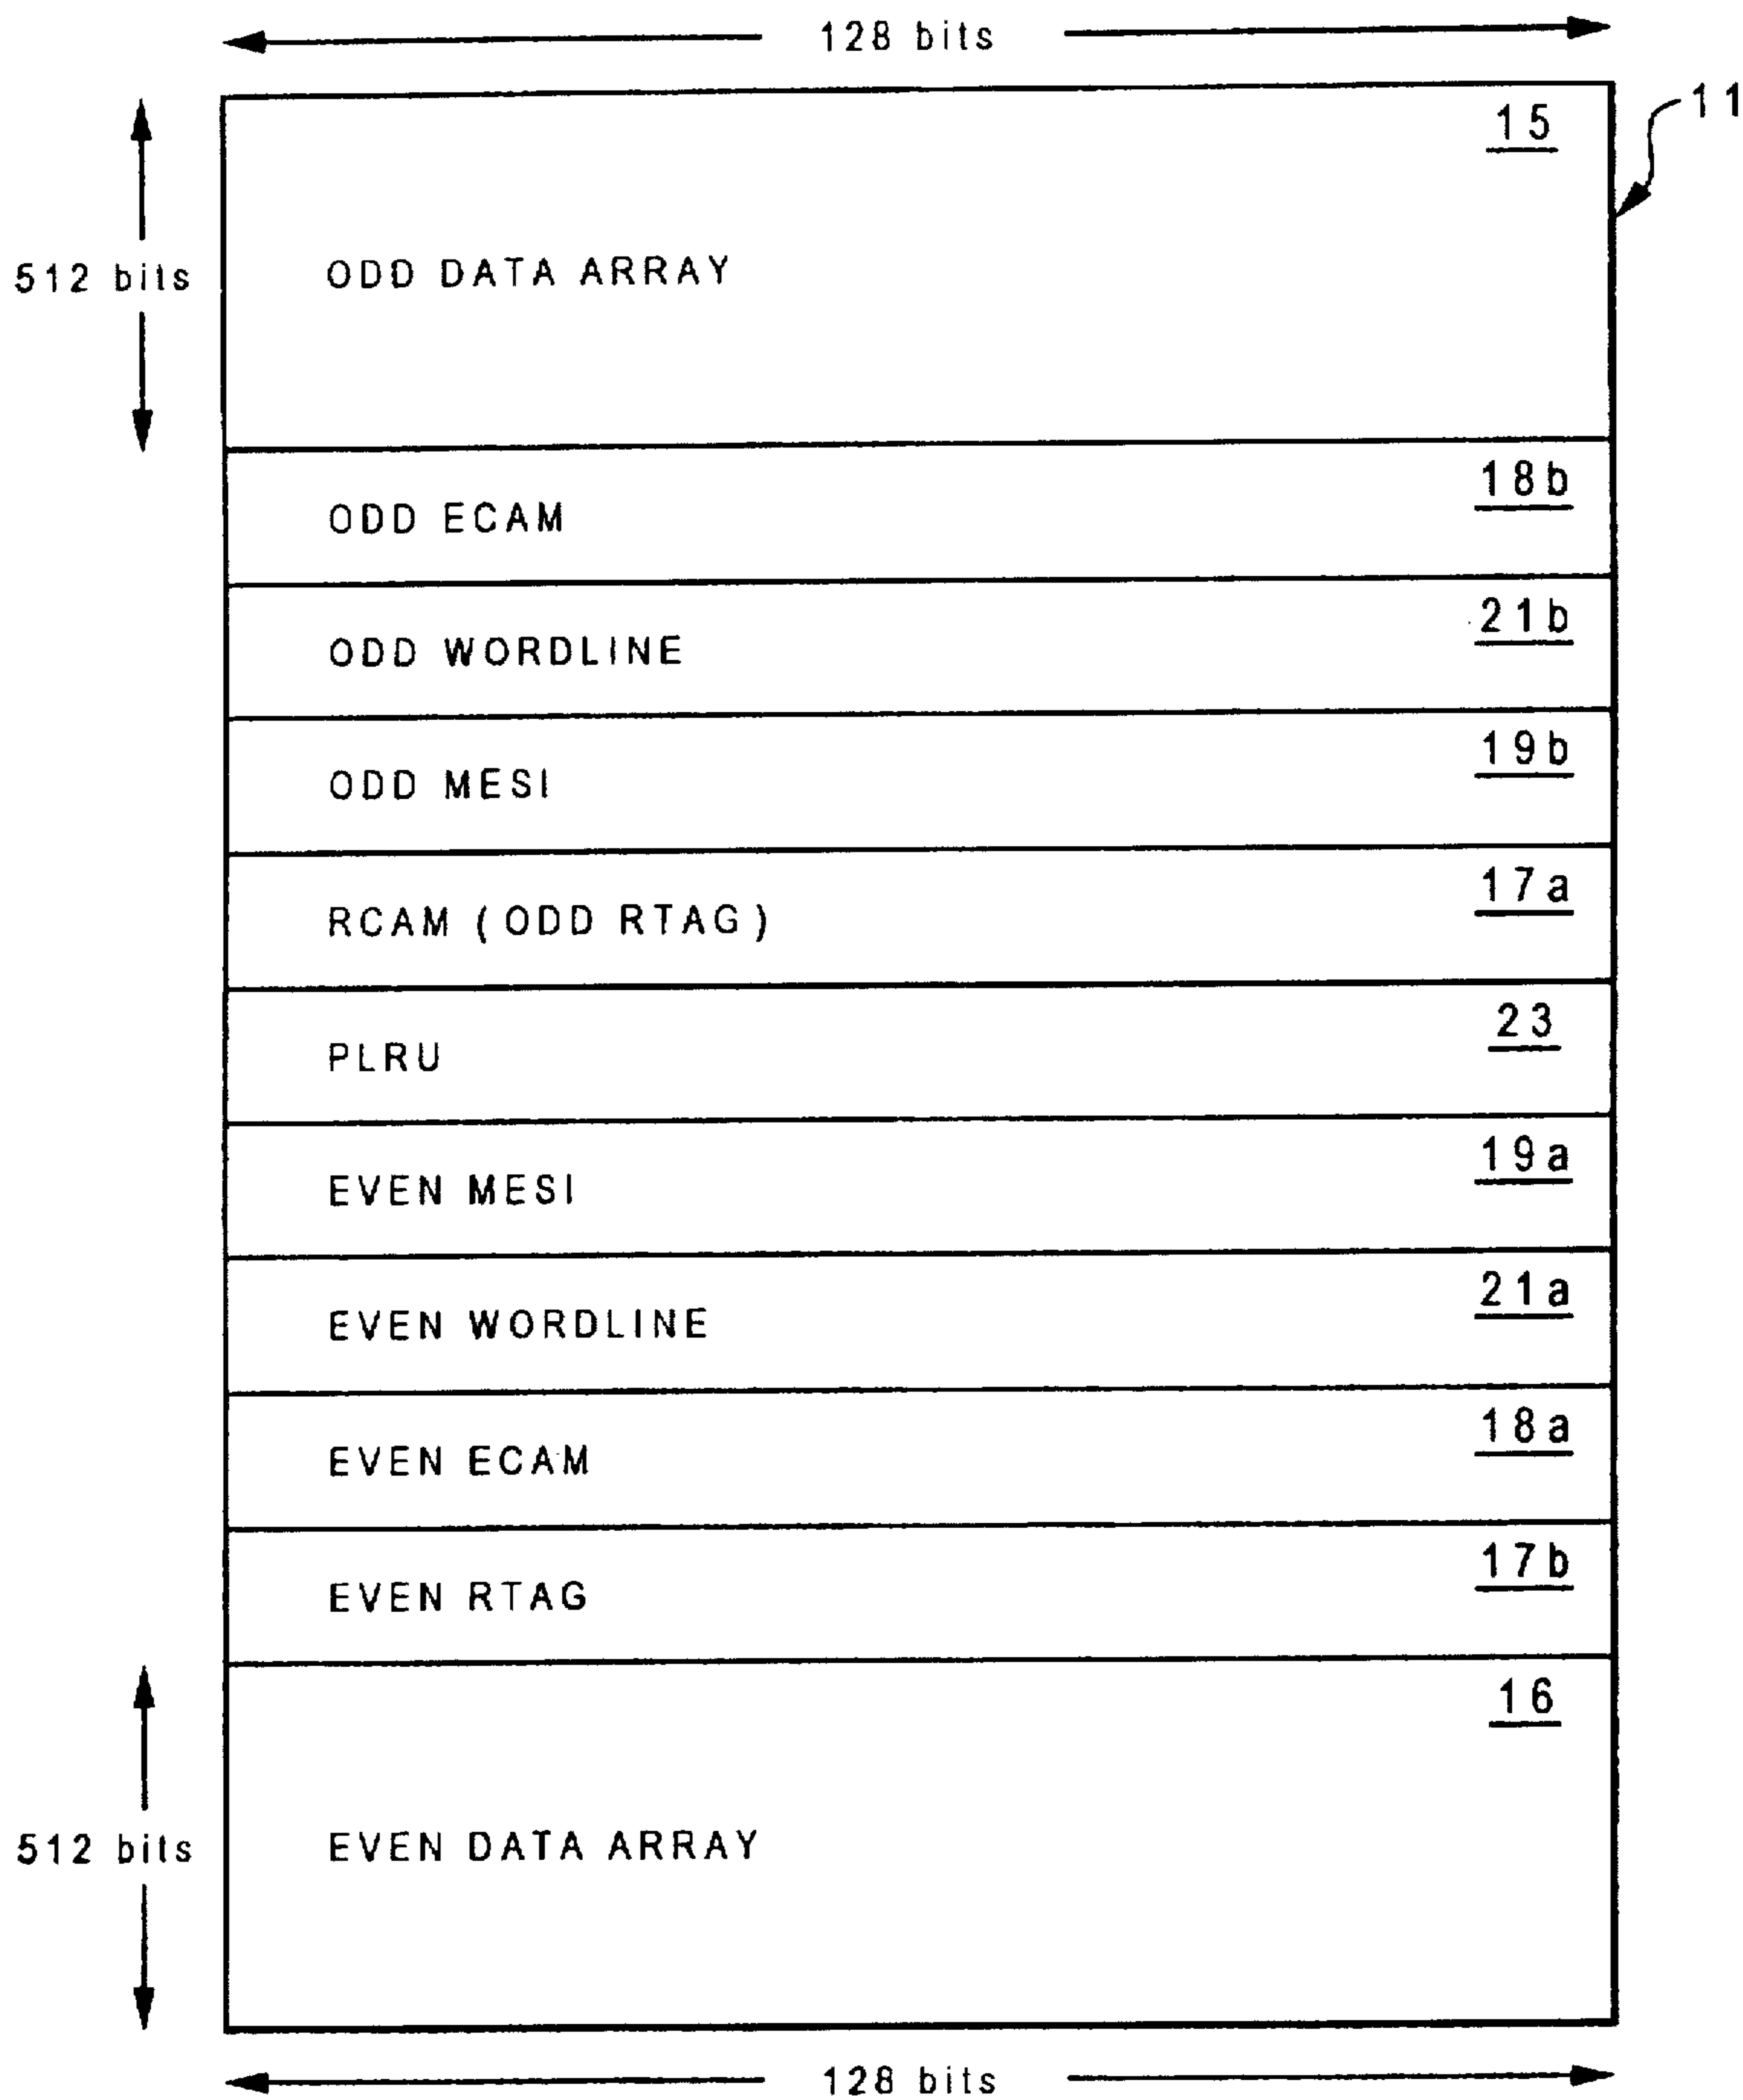 128 bits
11
15
512 bits
ODD DATA ARRAY
18b
ODD ECAM
21b
ODD WORDLINE
19b
ODD MESI
17a
RCAM (ODD RTAG)
23
PLRU
19a
EVEN MESI
21a
EVEN WORDLINE
18a
EVEN ECAM
17b
EVEN RTAG
16
512 bits
EVEN DATA ARRAY
128 bits